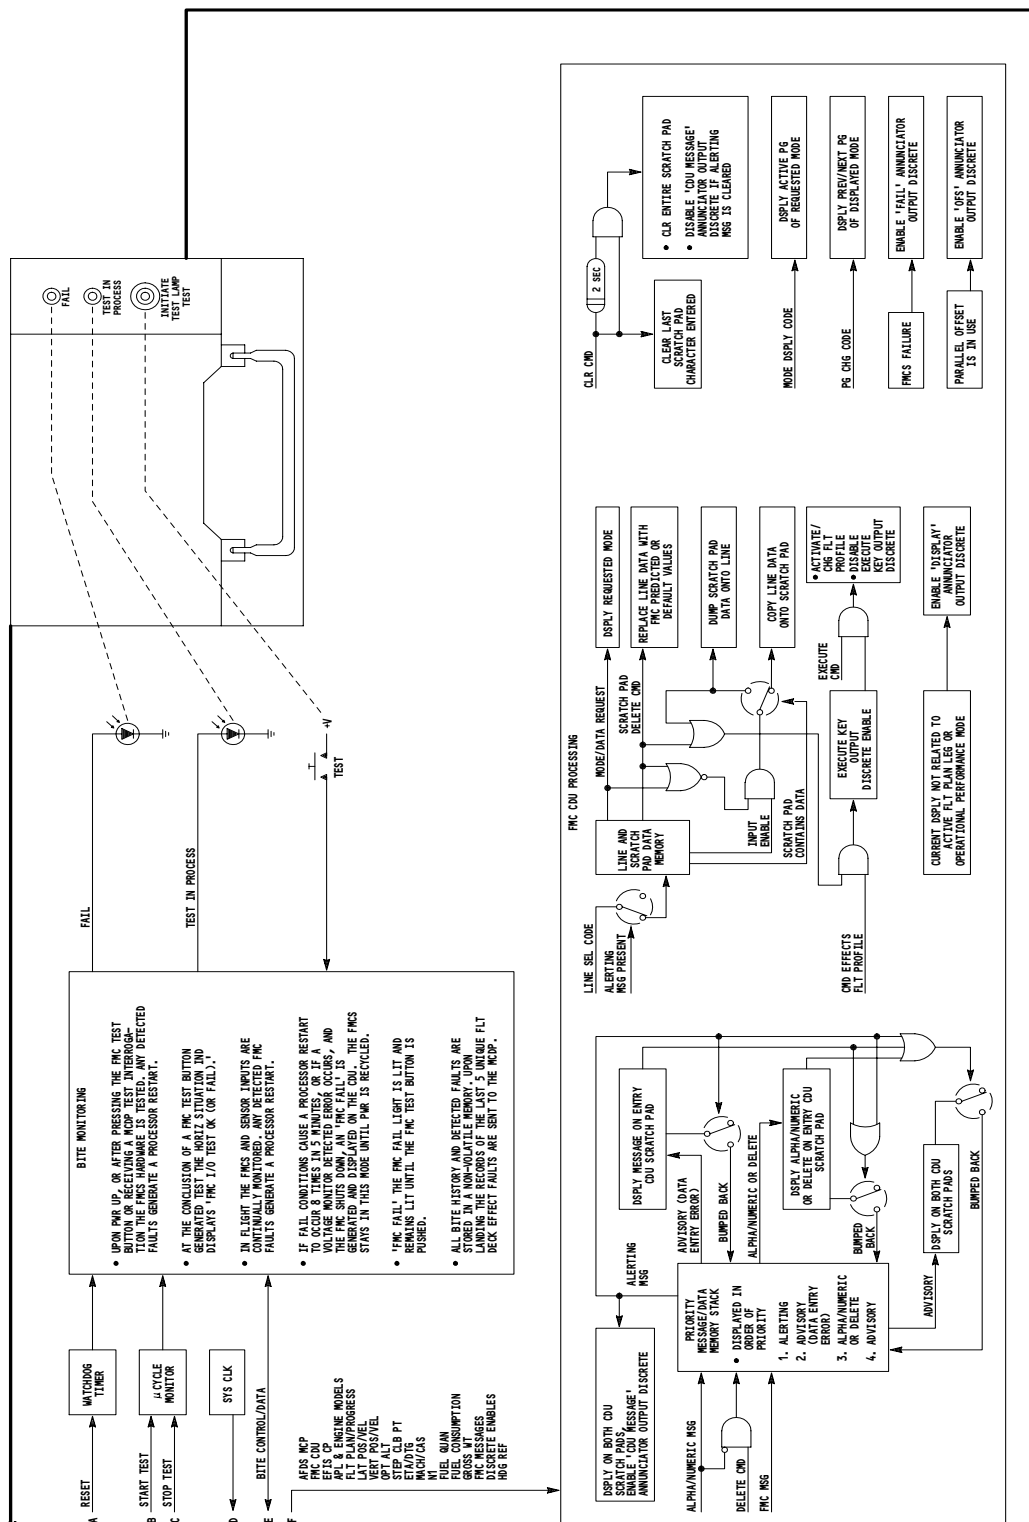 A
RESET
WATCHDOG
TIMER
B
START TEST
C
STOP TEST
μCYCLE
MONITOR
D
SYS CLK
E
BITE CONTROL/DATA
F
AFDS MCP
FMC CDU
EFIS CP
APL & ENGINE MODELS
FLT PLAN/PROGRESS
LAT POS/VEL
VERT POS/VEL
OPT ALT
STEP CLB PT
ETA/DTG
MACH/CAS
N1
FUEL QUAN
FUEL CONSUMPTION
GROSS WT
FMC MESSAGES
DISCRETE ENABLES
HDG REF
BITE MONITORING
• UPON PWR UP, OR AFTER PRESSING THE FMC TEST
BUTTON OR RECEIVING A MCDP TEST INTERROGA-
TION THE FMCS HARDWARE IS TESTED. ANY DETECTED
FAULTS GENERATE A PROCESSOR RESTART.
• AT THE CONCLUSION OF A FMC TEST BUTTON
GENERATED TEST THE HORIZ SITUATION IND
DISPLAYS 'FMC I/O TEST OK (OR FAIL).'
• IN FLIGHT THE FMCS AND SENSOR INPUTS ARE
CONTINUALLY MONITORED. ANY DETECTED FMC
FAULTS GENERATE A PROCESSOR RESTART.
• IF FAIL CONDITIONS CAUSE A PROCESSOR RESTART
TO OCCUR 8 TIMES IN 5 MINUTES, OR IF A
VOLTAGE MONITOR DETECTED ERROR OCCURS, AND
THE FMC SHUTS DOWN, AN 'FMC FAIL' IS
GENERATED AND DISPLAYED ON THE CDU. THE FMCS
STAYS IN THIS MODE UNTIL PWR IS RECYCLED.
• 'FMC FAIL' THE FMC FAIL LIGHT IS LIT AND
REMAINS LIT UNTIL THE FMC TEST BUTTON IS
PUSHED.
• ALL BITE HISTORY AND DETECTED FAULTS ARE
STORED IN A NON-VOLATILE MEMORY. UPON
LANDING THE RECORDS OF THE LAST 5 UNIQUE FLT
DECK EFFECT FAULTS ARE SENT TO THE MCDP.
FAIL
TEST IN PROCESS
TEST
+V
FAIL
TEST IN
PROCESS
INITIATE
TEST LAMP
TEST
FMC CDU PROCESSING
DSPLY ON BOTH CDU
SCRATCH PADS,
ENABLE 'CDU MESSAGE'
ANNUNCIATOR OUTPUT DISCRETE
ALERTING
MSG
ALPHA/NUMERIC MSG
DELETE CMD
FMC MSG
PRIORITY
MESSAGE/DATA
MEMORY STACK
• DISPLAYED IN
ORDER OF
PRIORITY
1. ALERTING
2. ADVISORY
(DATA ENTRY
ERROR)
3. ALPHA/NUMERIC
OR DELETE
4. ADVISORY
ADVISORY (DATA
ENTRY ERROR)
BUMPED BACK
ALPHA/NUMERIC OR DELETE
BUMPED
BACK
ADVISORY
BUMPED BACK
DSPLY MESSAGE ON ENTRY
CDU SCRATCH PAD
DSPLY ALPHA/NUMERIC
OR DELETE ON ENTRY CDU
SCRATCH PAD
DSPLY ON BOTH CDU
SCRATCH PADS
LINE SEL CODE
ALERTING
MSG PRESENT
LINE AND
SCRATCH
PAD DATA
MEMORY
MODE/DATA REQUEST
SCRATCH PAD
DELETE CMD
INPUT
ENABLE
SCRATCH PAD
CONTAINS DATA
DSPLY REQUESTED MODE
REPLACE LINE DATA WITH
FMC PREDICTED OR
DEFAULT VALUES
DUMP SCRATCH PAD
DATA ONTO LINE
COPY LINE DATA
ONTO SCRATCH PAD
CMD EFFECTS
FLT PROFILE
EXECUTE KEY
OUTPUT
DISCRETE ENABLE
EXECUTE
CMD
• ACTIVATE/
CHG FLT
PROFILE
• DISABLE
EXECUTE
KEY OUTPUT
DISCRETE
CURRENT DSPLY NOT RELATED TO
ACTIVE FLT PLAN LEG OR
OPERATIONAL PERFORMANCE MODE
ENABLE 'DISPLAY'
ANNUNCIATOR
OUTPUT DISCRETE
CLR CMD
2 SEC
• CLR ENTIRE SCRATCH PAD
• DISABLE 'CDU MESSAGE'
ANNUNCIATOR OUTPUT
DISCRETE IF ALERTING
MSG IS CLEARED
CLEAR LAST
SCRATCH PAD
CHARACTER ENTERED
MODE DSPLY CODE
DSPLY ACTIVE PG
OF REQUESTED MODE
PG CHG CODE
DSPLY PREV/NEXT PG
OF DISPLAYED MODE
FMCS FAILURE
ENABLE 'FAIL' ANNUNCIATOR
OUTPUT DISCRETE
PARALLEL OFFSET
IS IN USE
ENABLE 'OFS' ANNUNCIATOR
OUTPUT DISCRETE